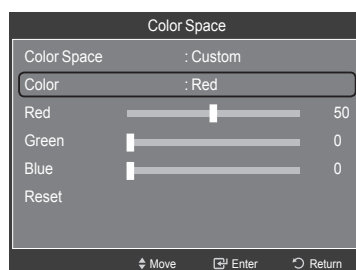 Color Space
Color Space : Custom
Color : Red
Red 50
Green 0
Blue 0
Reset
Move Enter Return